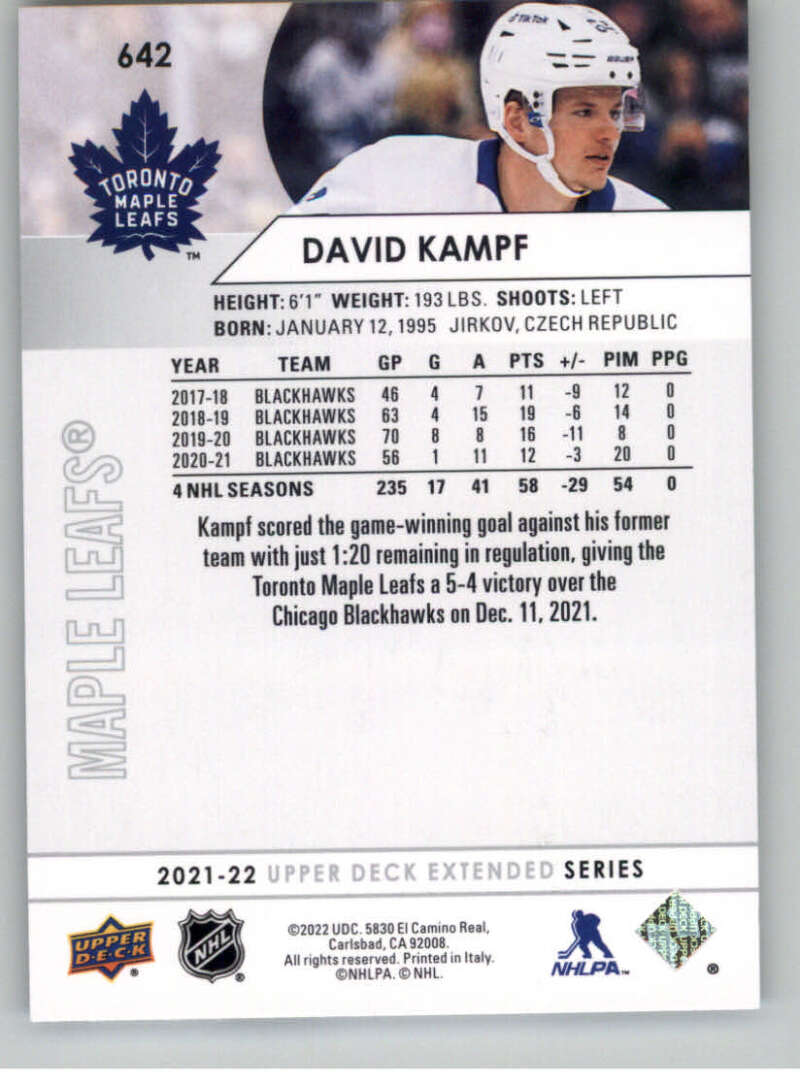 642
TikTok
BAUER
TORONTO
MAPLE
LEAFS
TM
DAVID KAMPF
HEIGHT: 6'1" WEIGHT: 193 LBS. SHOOTS: LEFT
BORN: JANUARY 12, 1995 JIRKOV, CZECH REPUBLIC
YEAR TEAM GP G A PTS +/- PIM PPG
2017-18 BLACKHAWKS 46 4 7 11 -9 12 0
2018-19 BLACKHAWKS 63 4 15 19 -6 14 0
2019-20 BLACKHAWKS 70 8 8 16 -11 8 0
2020-21 BLACKHAWKS 56 1 11 12 -3 20 0
4 NHL SEASONS 235 17 41 58 -29 54 0
Kampf scored the game-winning goal against his former
team with just 1:20 remaining in regulation, giving the
Toronto Maple Leafs a 5-4 victory over the
Chicago Blackhawks on Dec. 11, 2021.
MAPLE LEAFS®
2021-22 UPPER DECK EXTENDED SERIES
UPPER
D·E·C·K
®
NHL
®
©2022 UDC. 5830 El Camino Real,
Carlsbad, CA 92008.
All rights reserved. Printed in Italy.
©NHLPA. © NHL.
NHLPA™
®